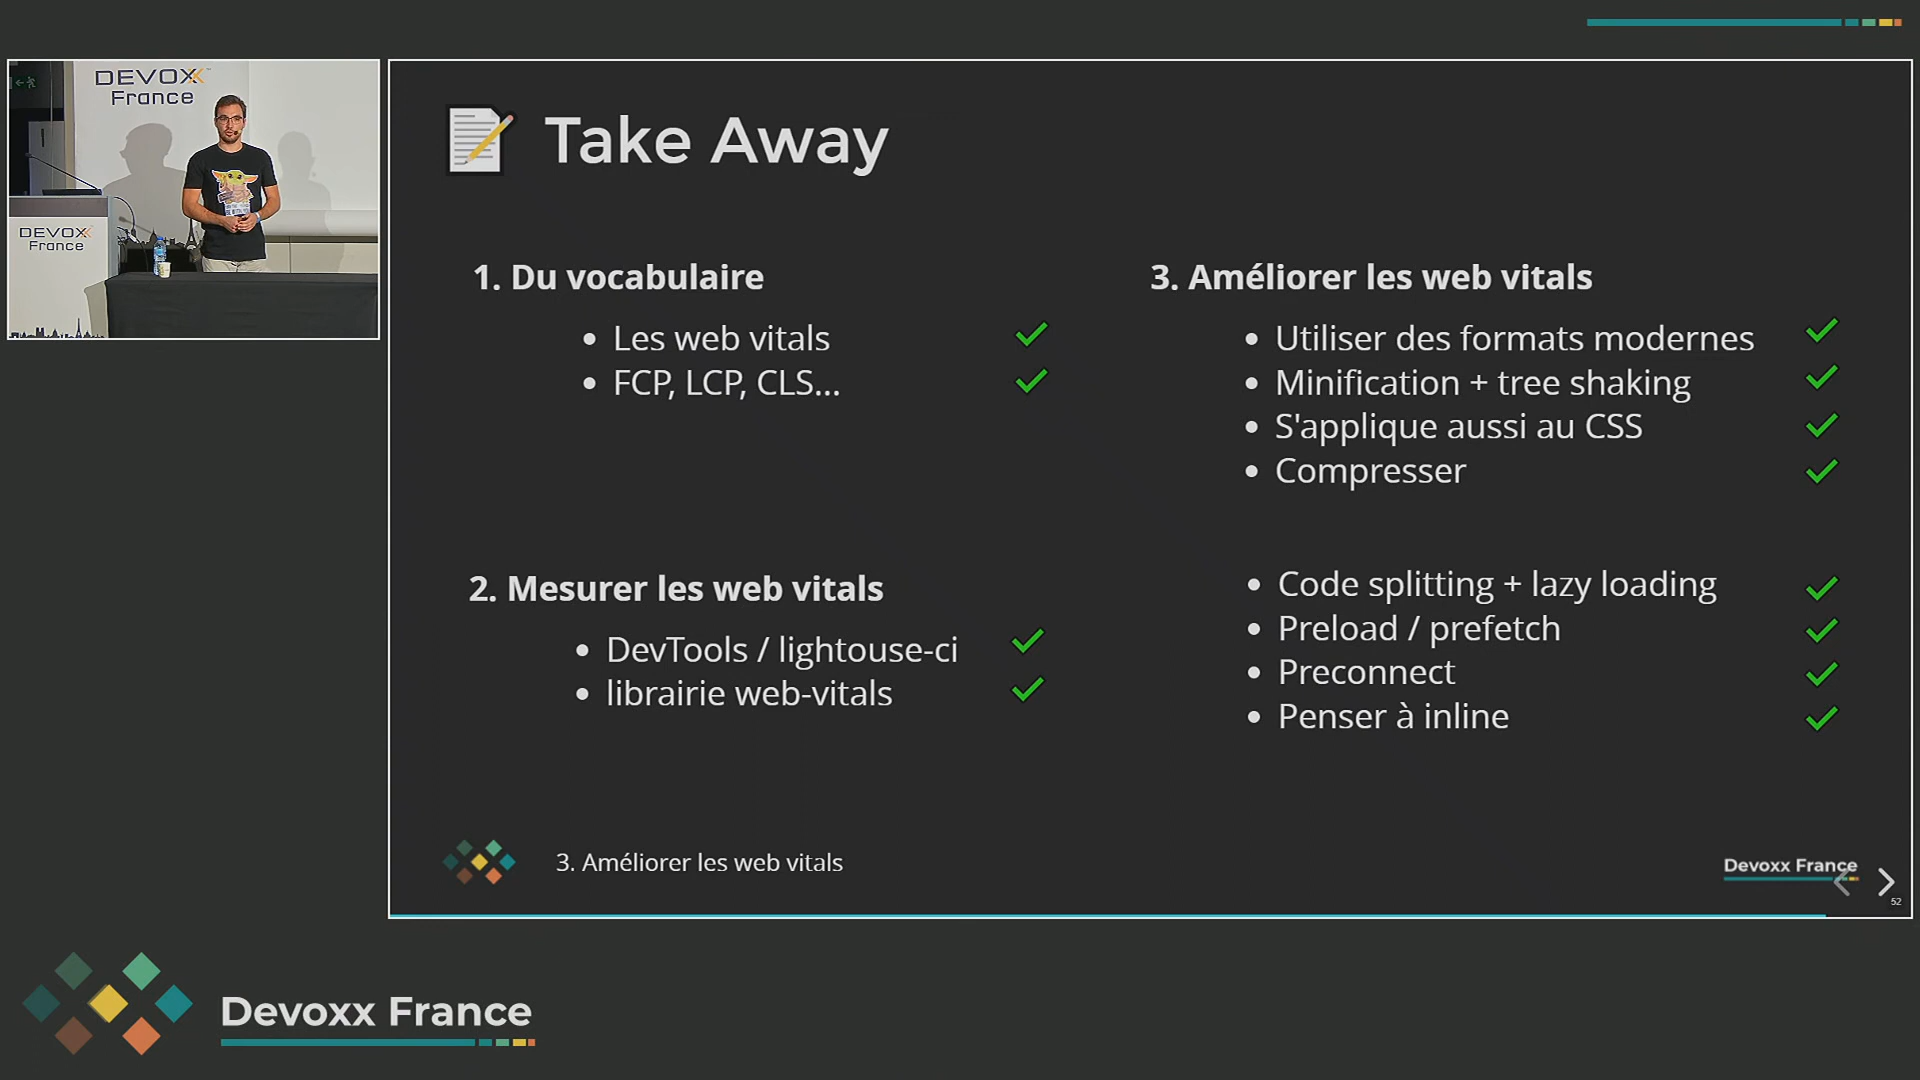 DEVOXX
France
DEVOXX
France
Take Away
1. Du vocabulaire
Les web vitals
FCP, LCP, CLS...
2. Mesurer les web vitals
DevTools / lightouse-ci
librairie web-vitals
3. Améliorer les web vitals
Utiliser des formats modernes
Minification + tree shaking
S'applique aussi au CSS
Compresser
Code splitting + lazy loading
Preload / prefetch
Preconnect
Penser à inline
3. Améliorer les web vitals
Devoxx France
52
Devoxx France